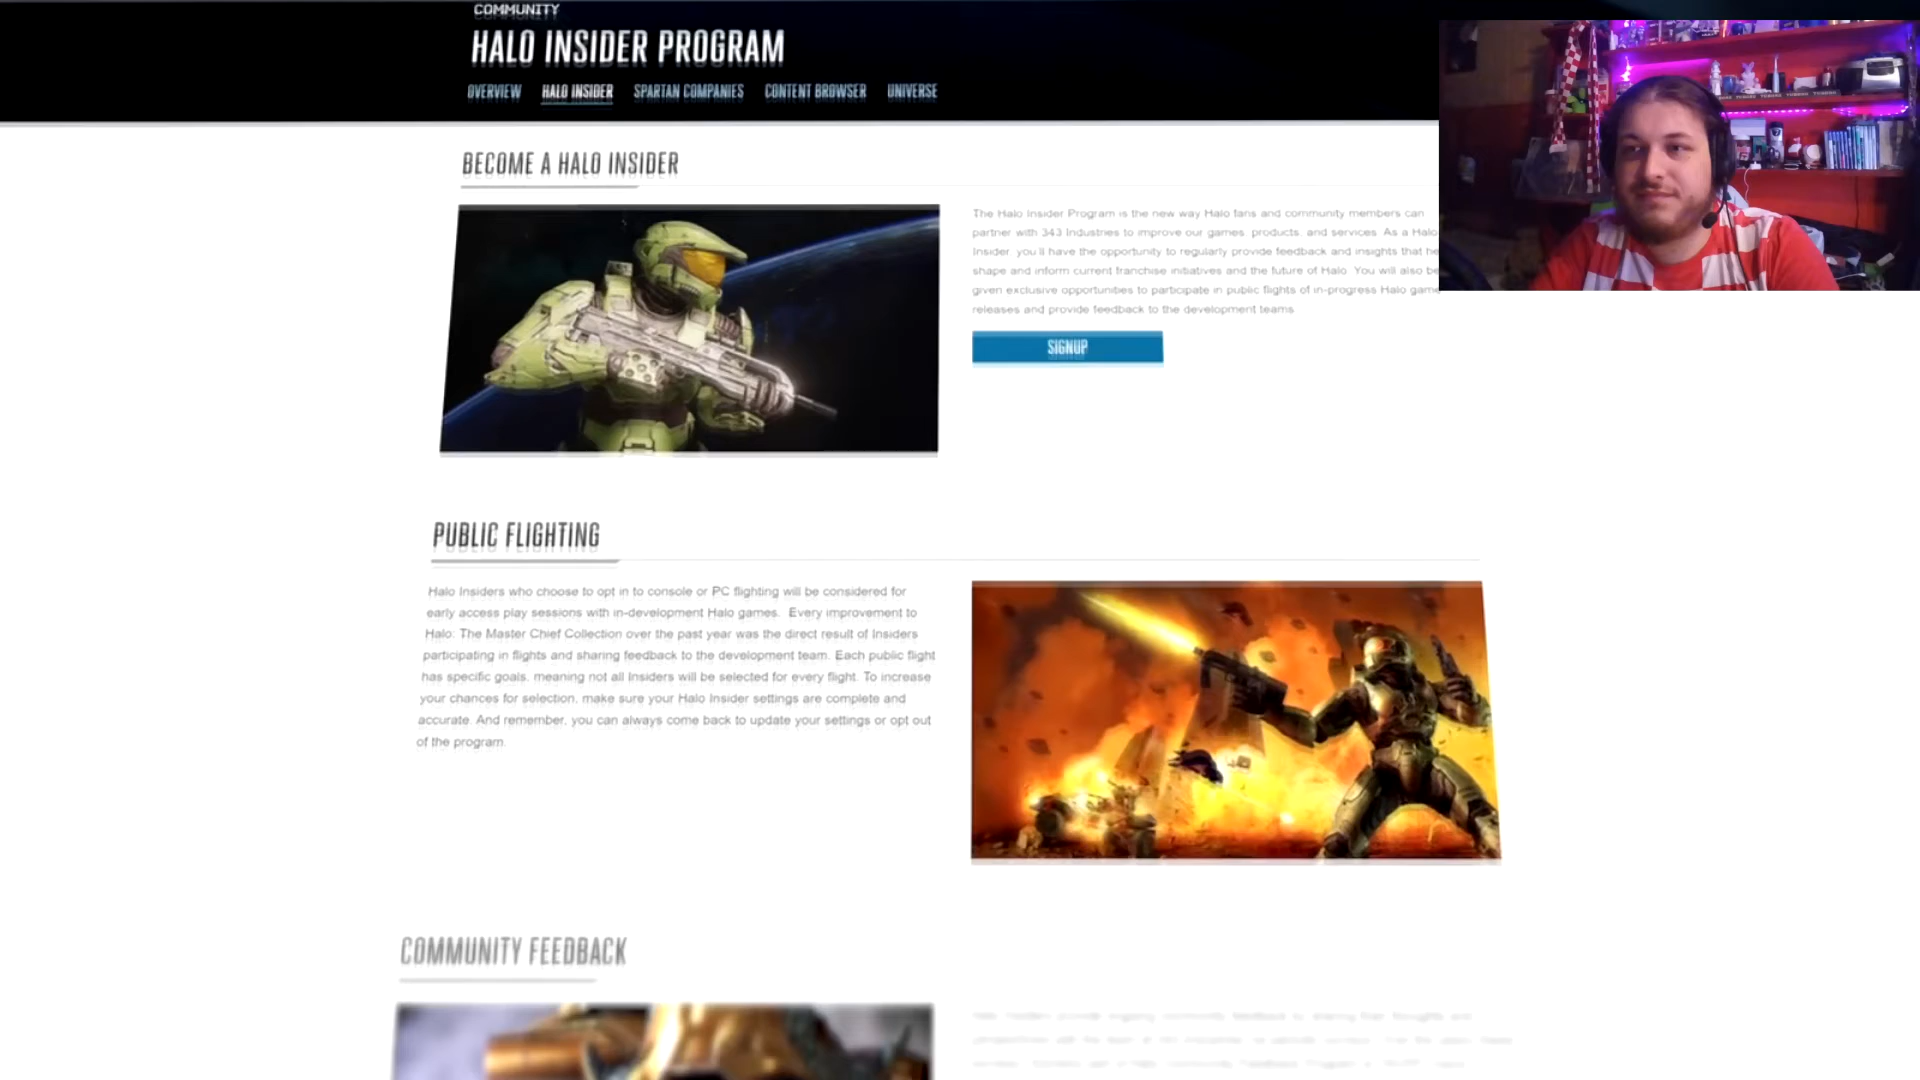 COMMUNITY
HALO INSIDER PROGRAM
OVERVIEW HALO INSIDER SPARTAN COMPANIES CONTENT BROWSER UNIVERSE
BECOME A HALO INSIDER
The Halo Insider Program is the new way Halo fans and community members can
partner with 343 Industries to improve our games, products, and services. As a Halo
Insider, you'll have the opportunity to regularly provide feedback and insights that
shape and inform current franchise initiatives and the future of Halo. You will also
given exclusive opportunities to participate in public flights of in-progress Halo game
releases and provide feedback to the development teams.
SIGNUP
PUBLIC FLIGHTING
Halo Insiders who choose to opt in to console or PC flighting will be considered for
early access play sessions with in-development Halo games. Every improvement to
Halo: The Master Chief Collection over the past year was the direct result of Insiders
participating in flights and sharing feedback to the development team. Each public flight
has specific goals, meaning not all Insiders will be selected for every flight. To increase
your chances for selection, make sure your Halo Insider settings are complete and
accurate. And remember, you can always come back to update your settings or opt out
of the program.
COMMUNITY FEEDBACK